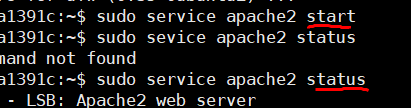 a1391c:~$ sudo service apache2 start
a1391c:~$ sudo sevice apache2 status
mand not found
a1391c:~$ sudo service apache2 status
- LSB: Apache2 web server